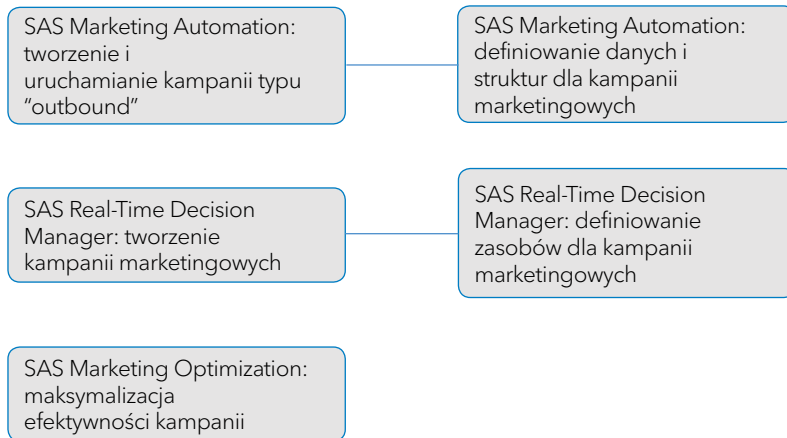 SAS Marketing Automation:
tworzenie i
uruchamianie kampanii typu
“outbound”
SAS Marketing Automation:
definiowanie danych i
struktur dla kampanii
marketingowych
SAS Real-Time Decision
Manager: tworzenie
kampanii marketingowych
SAS Real-Time Decision
Manager: definiowanie
zasobów dla kampanii
marketingowych
SAS Marketing Optimization:
maksymalizacja
efektywności kampanii